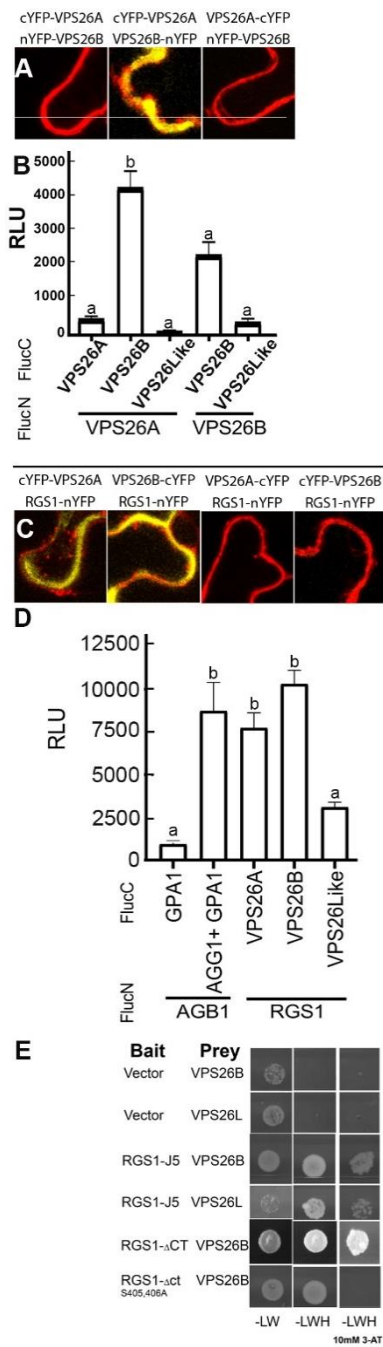 cYFP-VPS26A cYFP-VPS26A VPS26A-cYFP
nYFP-VPS26B VPS26B-nYFP nYFP-VPS26B
A
B
RLU
5000
4000
3000
2000
1000
0
a b a a a
FlucC
VPS26A VPS26B VPS26Like VPS26B VPS26Like
FlucN
VPS26A VPS26B
cYFP-VPS26A VPS26B-cYFP VPS26A-cYFP cYFP-VPS26B
RGS1-nYFP RGS1-nYFP RGS1-nYFP RGS1-nYFP
C
D
RLU
12500
10000
7500
5000
2500
0
a b b b a
FlucC
GPA1 AGG1+ GPA1 VPS26A VPS26B VPS26Like
FlucN
AGB1 RGS1
E
Bait Prey
Vector VPS26B
Vector VPS26L
RGS1-J5 VPS26B
RGS1-J5 VPS26L
RGS1-ΔCT VPS26B
RGS1-Δct VPS26B
S405,406A
-LW -LWH -LWH
10mM 3-AT